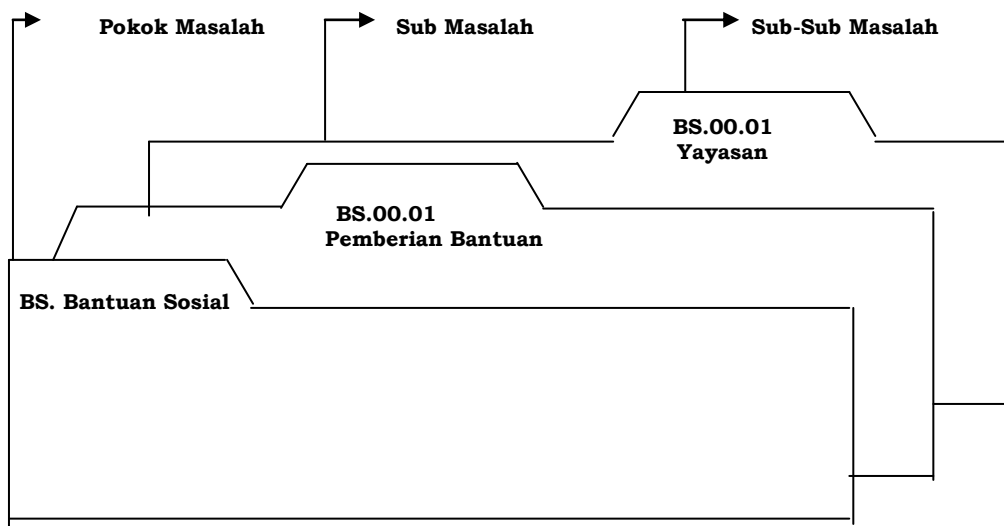 Pokok Masalah
Sub Masalah
Sub-Sub Masalah
BS.00.01
Yayasan
BS.00.01
Pemberian Bantuan
BS. Bantuan Sosial